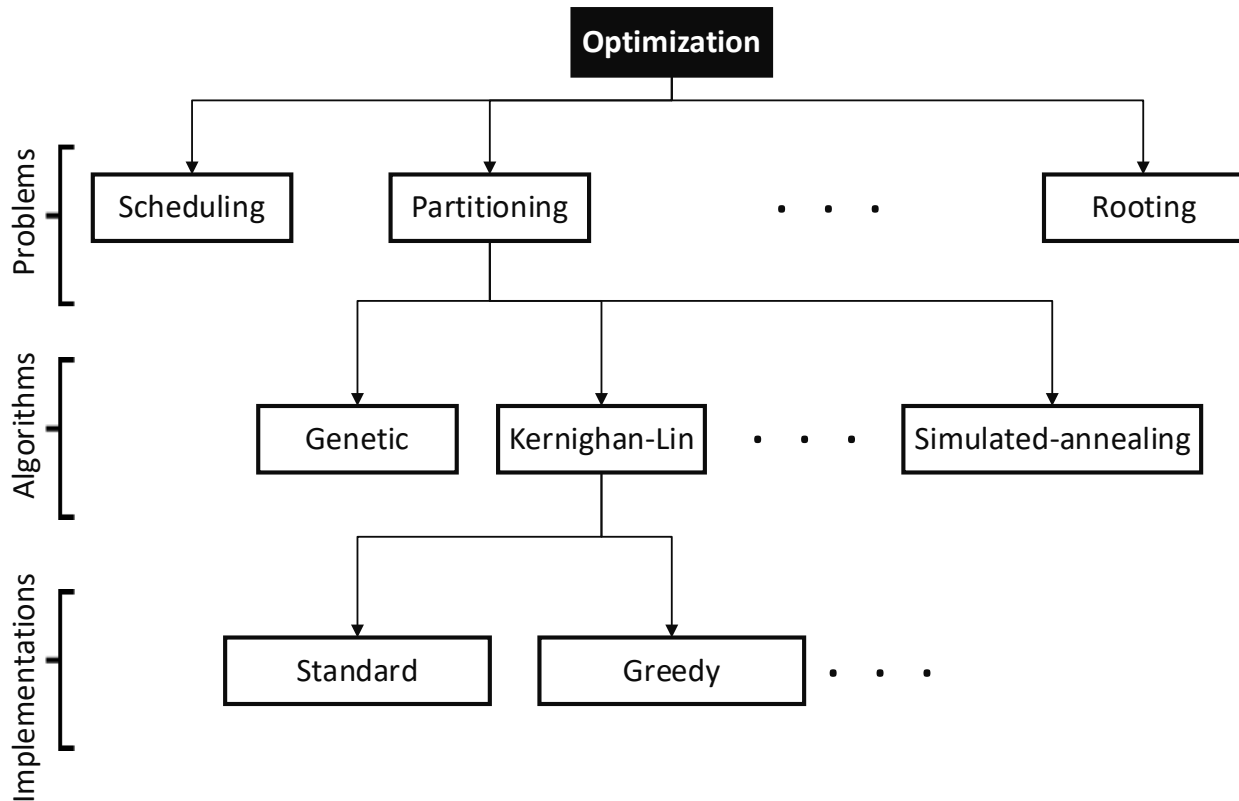 Optimization
Problems
Scheduling
Partitioning
. . .
Rooting
Algorithms
Genetic
Kernighan-Lin
. . .
Simulated-annealing
Implementations
Standard
Greedy
. . .